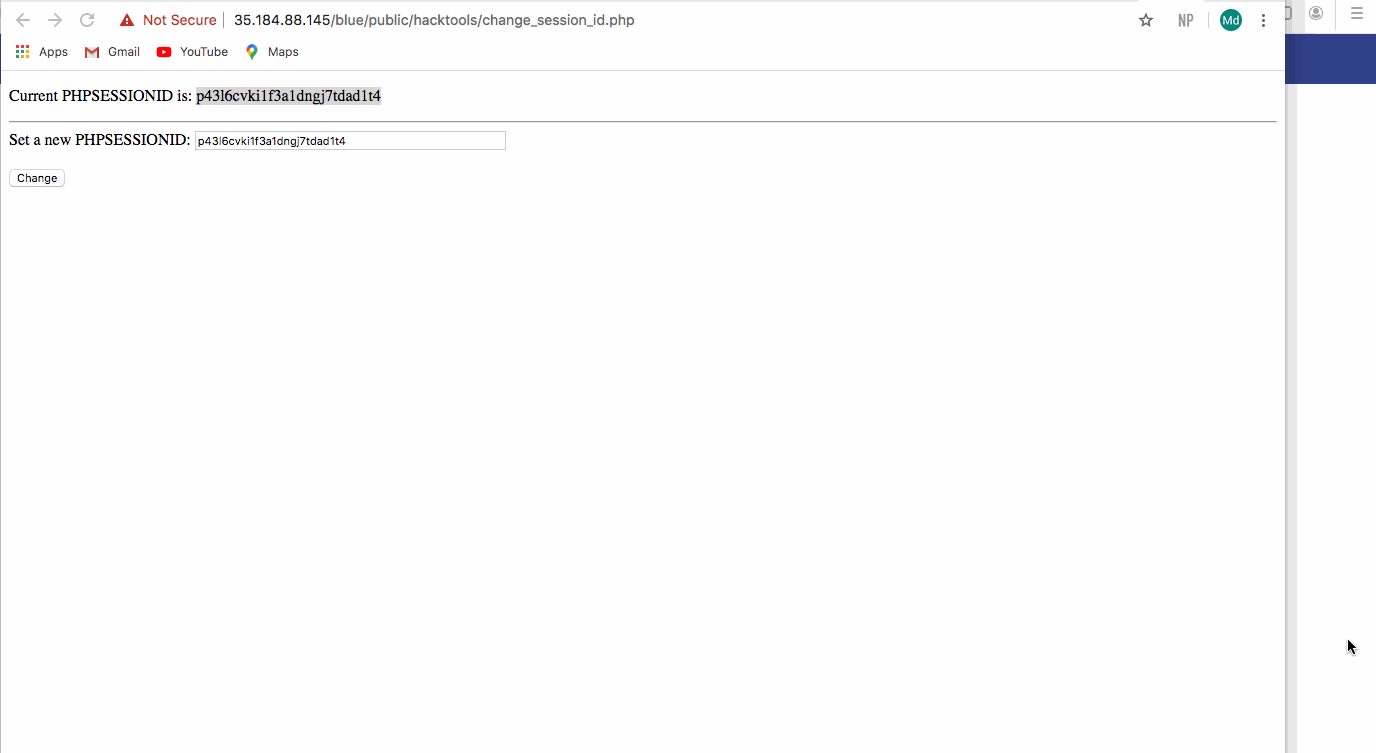 Not Secure 35.184.88.145/blue/public/hacktools/change_session_id.php NP Md
Apps Gmail YouTube Maps
Current PHPSESSIONID is: p43l6cvki1f3a1dngj7tdad1t4
Set a new PHPSESSIONID: p43l6cvki1f3a1dngj7tdad1t4
Change